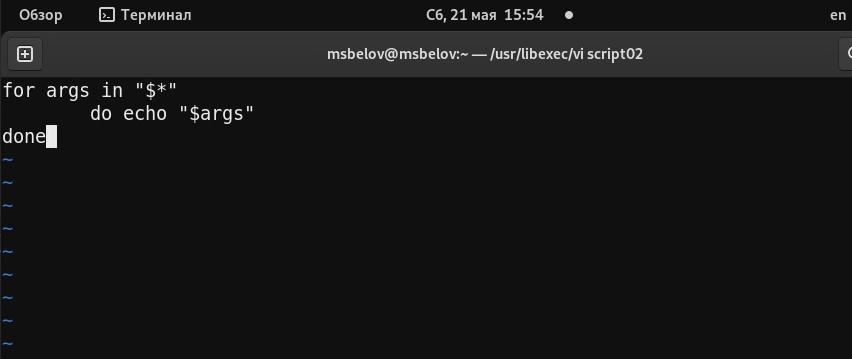 Обзор Терминал Сб, 21 мая 15:54 en
msbelov@msbelov:~ — /usr/libexec/vi script02
for args in "$*"
        do echo "$args"
done
~
~
~
~
~
~
~
~
~